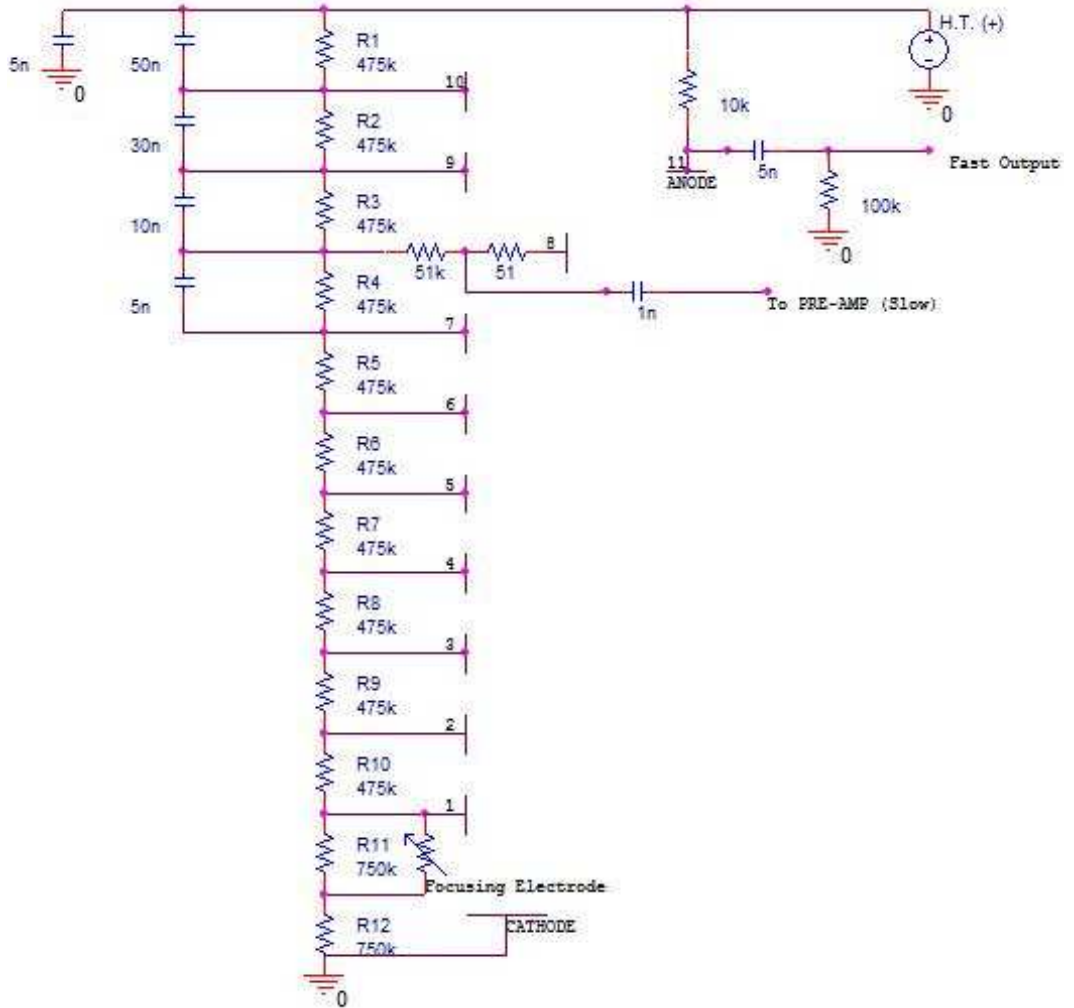 H.T. (+)
5n
0
50n
R1
475k
10
10k
0
30n
R2
475k
9
11
ANODE
5n
Fast Output
10n
R3
475k
100k
0
51k
51
8
5n
R4
475k
1n
To PRE-AMP (Slow)
7
R5
475k
6
R6
475k
5
R7
475k
4
R8
475k
3
R9
475k
2
R10
475k
1
R11
750k
Focusing Electrode
R12
750k
CATHODE
0